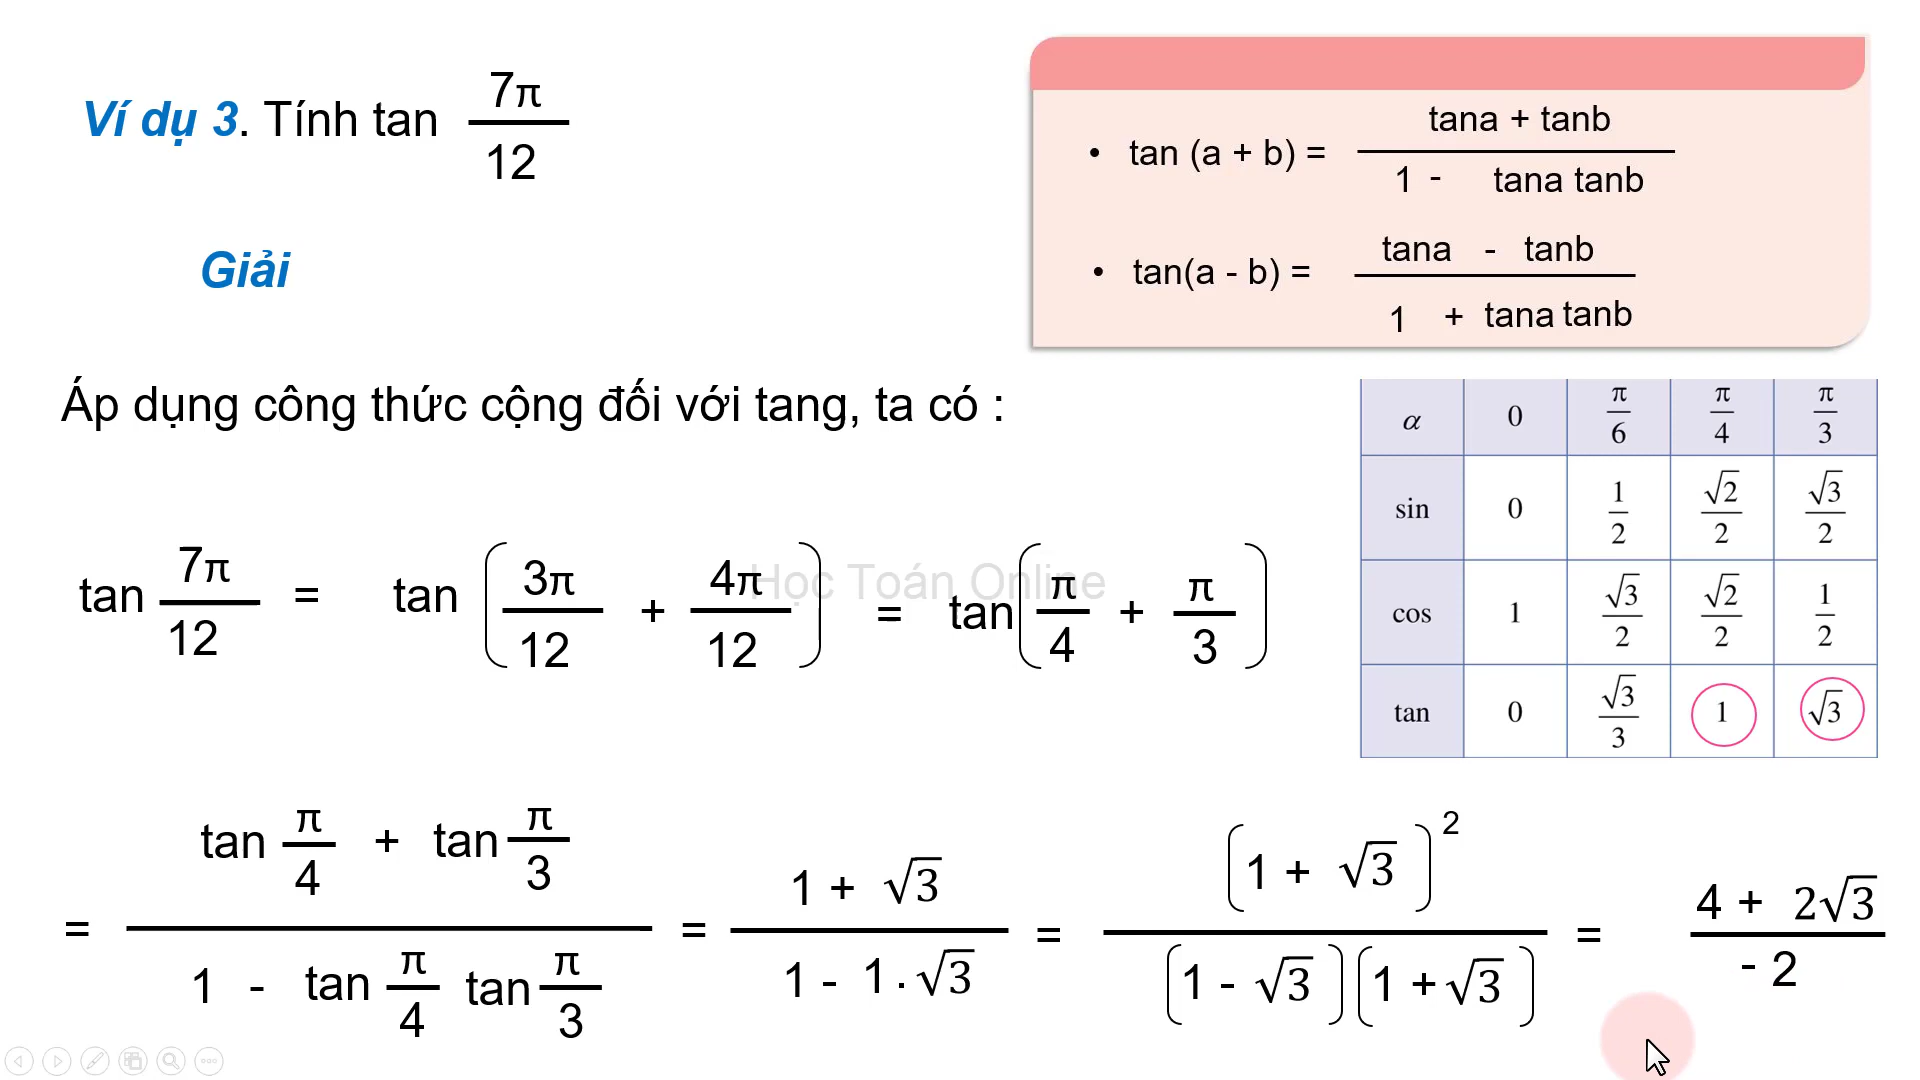 Ví dụ 3. Tính tan 7π/12
• tan (a + b) = (tana + tanb)/(1 - tana tanb)
• tan(a - b) = (tana - tanb)/(1 + tana tanb)
Giải
Áp dụng công thức cộng đối với tang, ta có :
α 0 π/6 π/4 π/3
sin 0 1/2 √2/2 √3/2
cos 1 √3/2 √2/2 1/2
tan 0 √3/3 1 √3
tan 7π/12 = tan (3π/12 + 4π/12) = tan(π/4 + π/3)
Học Toán Online
= (tan π/4 + tan π/3)/(1 - tan π/4 tan π/3) = (1 + √3)/(1 - 1.√3) = (1 + √3)²/((1 - √3)(1 + √3)) = (4 + 2√3)/(-2)